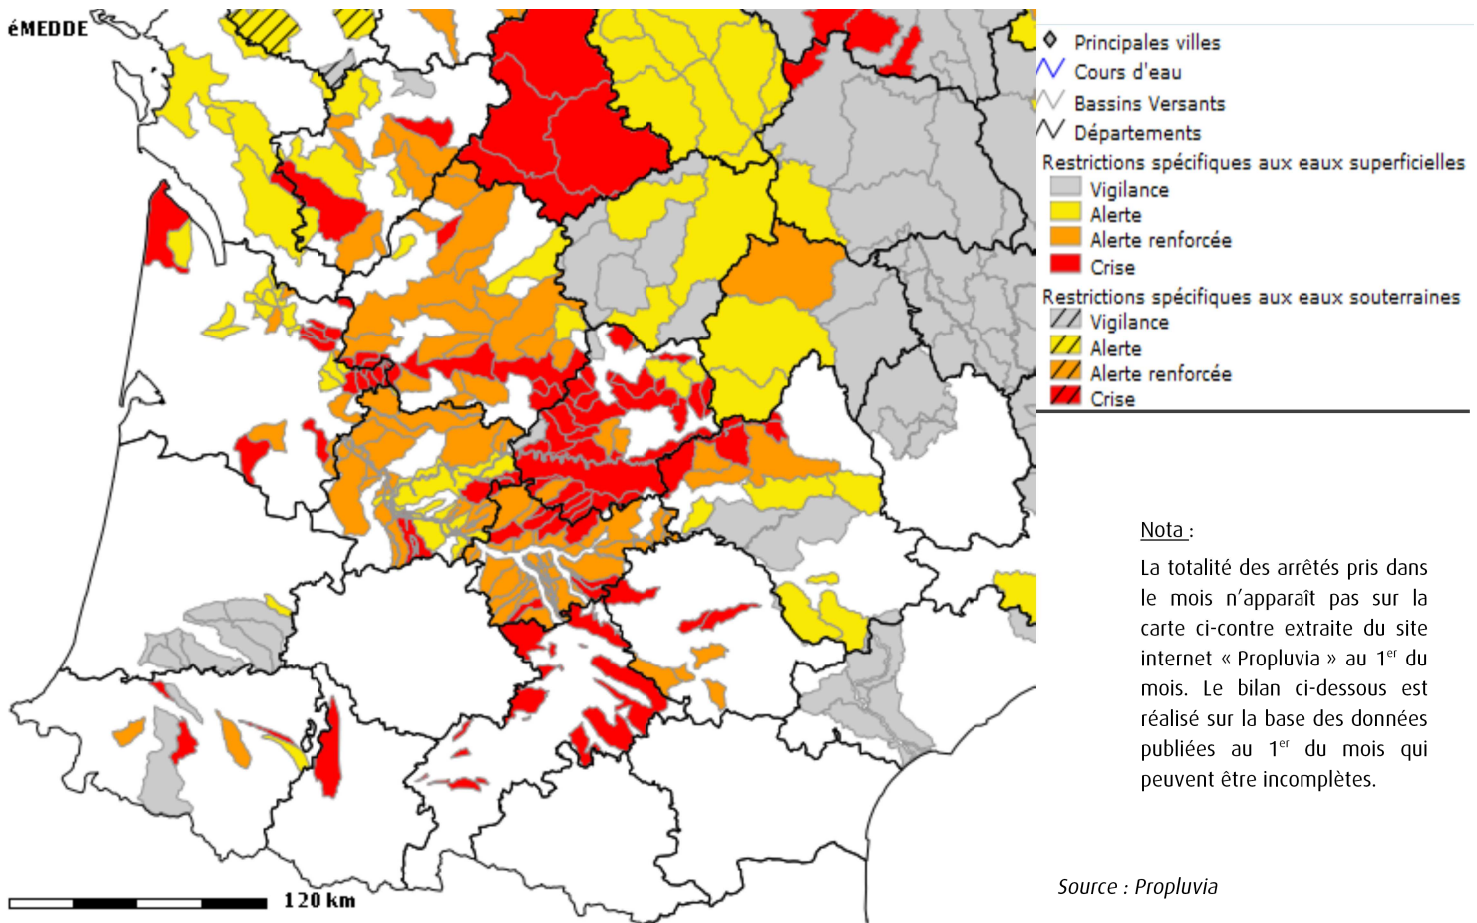 éMEDDE
Principales villes
Cours d'eau
Bassins Versants
Départements
Restrictions spécifiques aux eaux superficielles
Vigilance
Alerte
Alerte renforcée
Crise
Restrictions spécifiques aux eaux souterraines
Vigilance
Alerte
Alerte renforcée
Crise
Nota :
La totalité des arrêtés pris dans
le mois n'apparaît pas sur la
carte ci-contre extraite du site
internet « Propluvia » au 1er du
mois. Le bilan ci-dessous est
réalisé sur la base des données
publiées au 1er du mois qui
peuvent être incomplètes.
Source : Propluvia
120 km